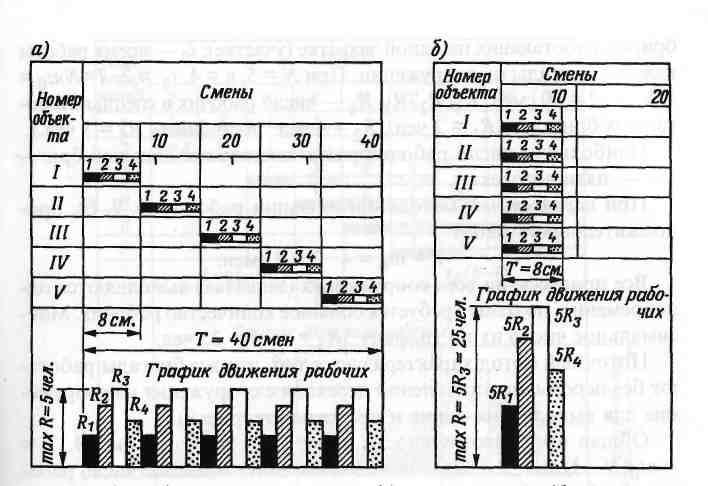 а)
Номер объек-та
Смены
10
20
30
40
I
1 2 3 4
II
1 2 3 4
III
1 2 3 4
IV
1 2 3 4
V
1 2 3 4
8 см.
T = 40 смен
График движения рабочих
max R = 5 чел.
R₁
R₂
R₃
R₄
б)
Номер объекта
Смены
10
20
I
1 2 3 4
II
1 2 3 4
III
1 2 3 4
IV
1 2 3 4
V
1 2 3 4
T = 8 см.
График движения рабо-
чих
max R = 5R₃ = 25 чел.
5R₁
5R₂
5R₃
5R₄